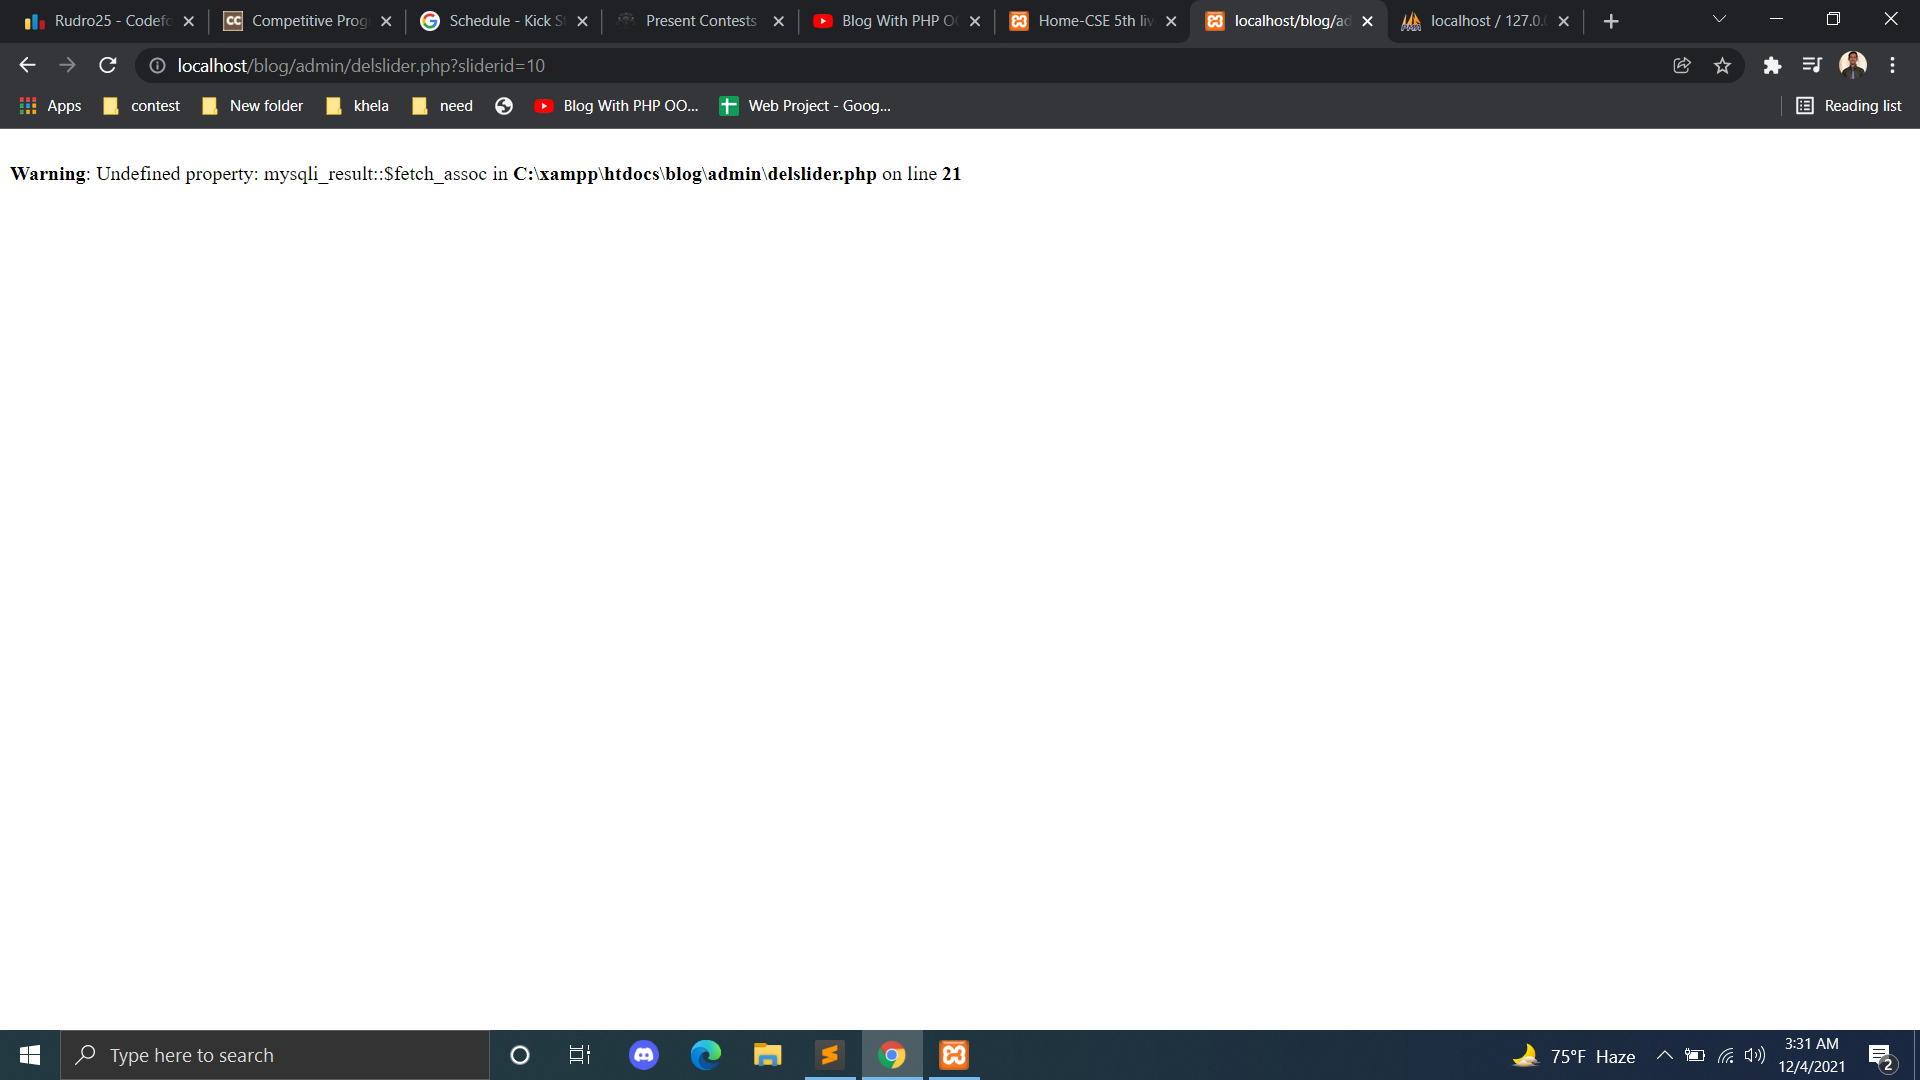 Rudro25 - Codefo
Competitive Prog
Schedule - Kick S
Present Contests
Blog With PHP O
Home-CSE 5th liv
localhost/blog/ad
localhost / 127.0.
localhost/blog/admin/delslider.php?sliderid=10
Apps
contest
New folder
khela
need
Blog With PHP OO...
Web Project - Goog...
Reading list
Warning: Undefined property: mysqli_result::$fetch_assoc in C:\xampp\htdocs\blog\admin\delslider.php on line 21
Type here to search
75°F Haze
3:31 AM
12/4/2021
2